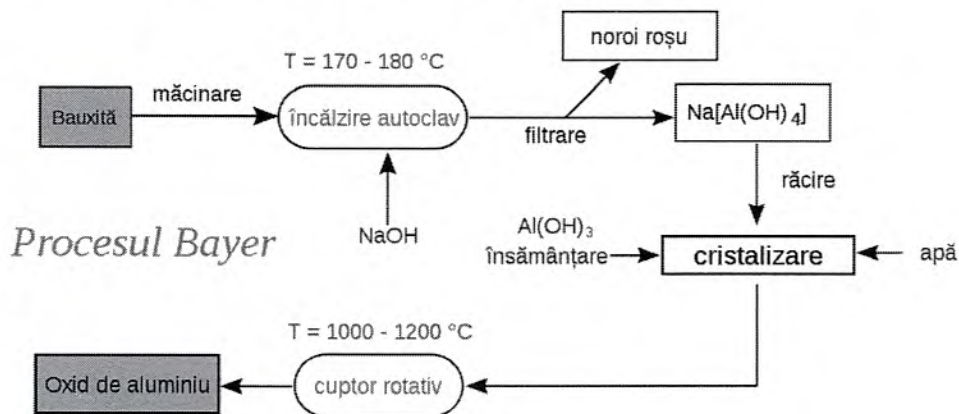 noroi roșu
T = 170 - 180 °C
măcinare
Bauxită
încălzire autoclav
filtrare
Na[Al(OH)₄]
răcire
Procesul Bayer
NaOH
Al(OH)₃
însămânțare
cristalizare
apă
T = 1000 - 1200 °C
Oxid de aluminiu
cuptor rotativ